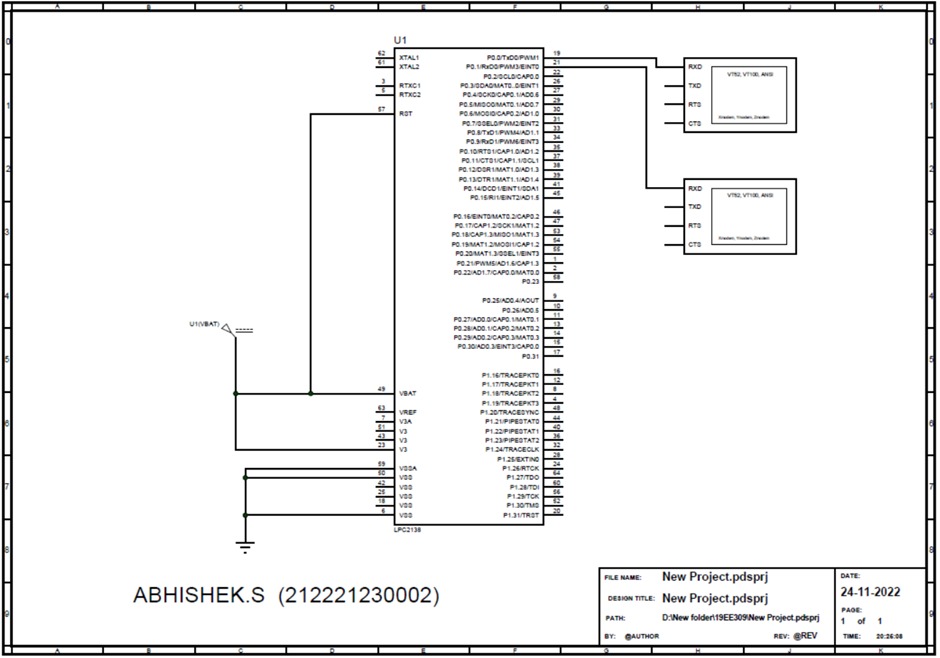 A B C D E F G H J K
0
1
2
3
4
5
6
7
8
9
U1
62 XTAL1 P0.0/TxD0/PWM1 19
61 XTAL2 P0.1/RxD0/PWM3/EINT0 21
P0.2/SCL0/CAP0.0 22
3 RTXC1 P0.3/SDA0/MAT0.0/EINT1 26
5 RTXC2 P0.4/SCK0/CAP0.1/AD0.6 27
P0.5/MISO0/MAT0.1/AD0.7 29
57 RST P0.6/MOSI0/CAP0.2/AD1.0 30
P0.7/SSEL0/PWM2/EINT2 31
P0.8/TxD1/PWM4/AD1.1 33
P0.9/RxD1/PWM6/EINT3 34
P0.10/RTS1/CAP1.0/AD1.2 35
P0.11/CTS1/CAP1.1/SCL1 37
P0.12/DSR1/MAT1.0/AD1.3 38
P0.13/DTR1/MAT1.1/AD1.4 39
P0.14/DCD1/EINT1/SDA1 41
P0.15/RI1/EINT2/AD1.5 45
P0.16/EINT0/MAT0.2/CAP0.2 46
P0.17/CAP1.2/SCK1/MAT1.2 47
P0.18/CAP1.3/MISO1/MAT1.3 53
P0.19/MAT1.2/MOSI1/CAP1.2 54
P0.20/MAT1.3/SSEL1/EINT3 55
P0.21/PWM5/AD1.6/CAP1.3 1
P0.22/AD1.7/CAP0.0/MAT0.0 2
P0.23 58
P0.25/AD0.4/AOUT 9
P0.26/AD0.5 10
P0.27/AD0.0/CAP0.1/MAT0.1 11
P0.28/AD0.1/CAP0.2/MAT0.2 13
P0.29/AD0.2/CAP0.3/MAT0.3 14
P0.30/AD0.3/EINT3/CAP0.0 15
P0.31 17
P1.16/TRACEPKT0 16
P1.17/TRACEPKT1 12
49 VBAT P1.18/TRACEPKT2 8
P1.19/TRACEPKT3 4
63 VREF P1.20/TRACESYNC 48
7 V3A P1.21/PIPESTAT0 44
51 V3 P1.22/PIPESTAT1 40
43 V3 P1.23/PIPESTAT2 36
23 V3 P1.24/TRACECLK 32
P1.25/EXTIN0 28
59 VSSA P1.26/RTCK 24
50 VSS P1.27/TDO 64
42 VSS P1.28/TDI 60
25 VSS P1.29/TCK 56
18 VSS P1.30/TMS 52
6 VSS P1.31/TRST 20
LPC2138
U1(VBAT)
RXD
TXD
RTS
CTS
VT52, VT100, ANSI
Xmodem, Ymodem, Zmodem
RXD
TXD
RTS
CTS
VT52, VT100, ANSI
Xmodem, Ymodem, Zmodem
ABHISHEK.S (212221230002)
FILE NAME: New Project.pdsprj
DESIGN TITLE: New Project.pdsprj
PATH: D:\New folder\19EE309\New Project.pdsprj
BY: @AUTHOR REV: @REV
DATE:
24-11-2022
PAGE:
1 of 1
TIME: 20:26:08
A B C D E F G H J K